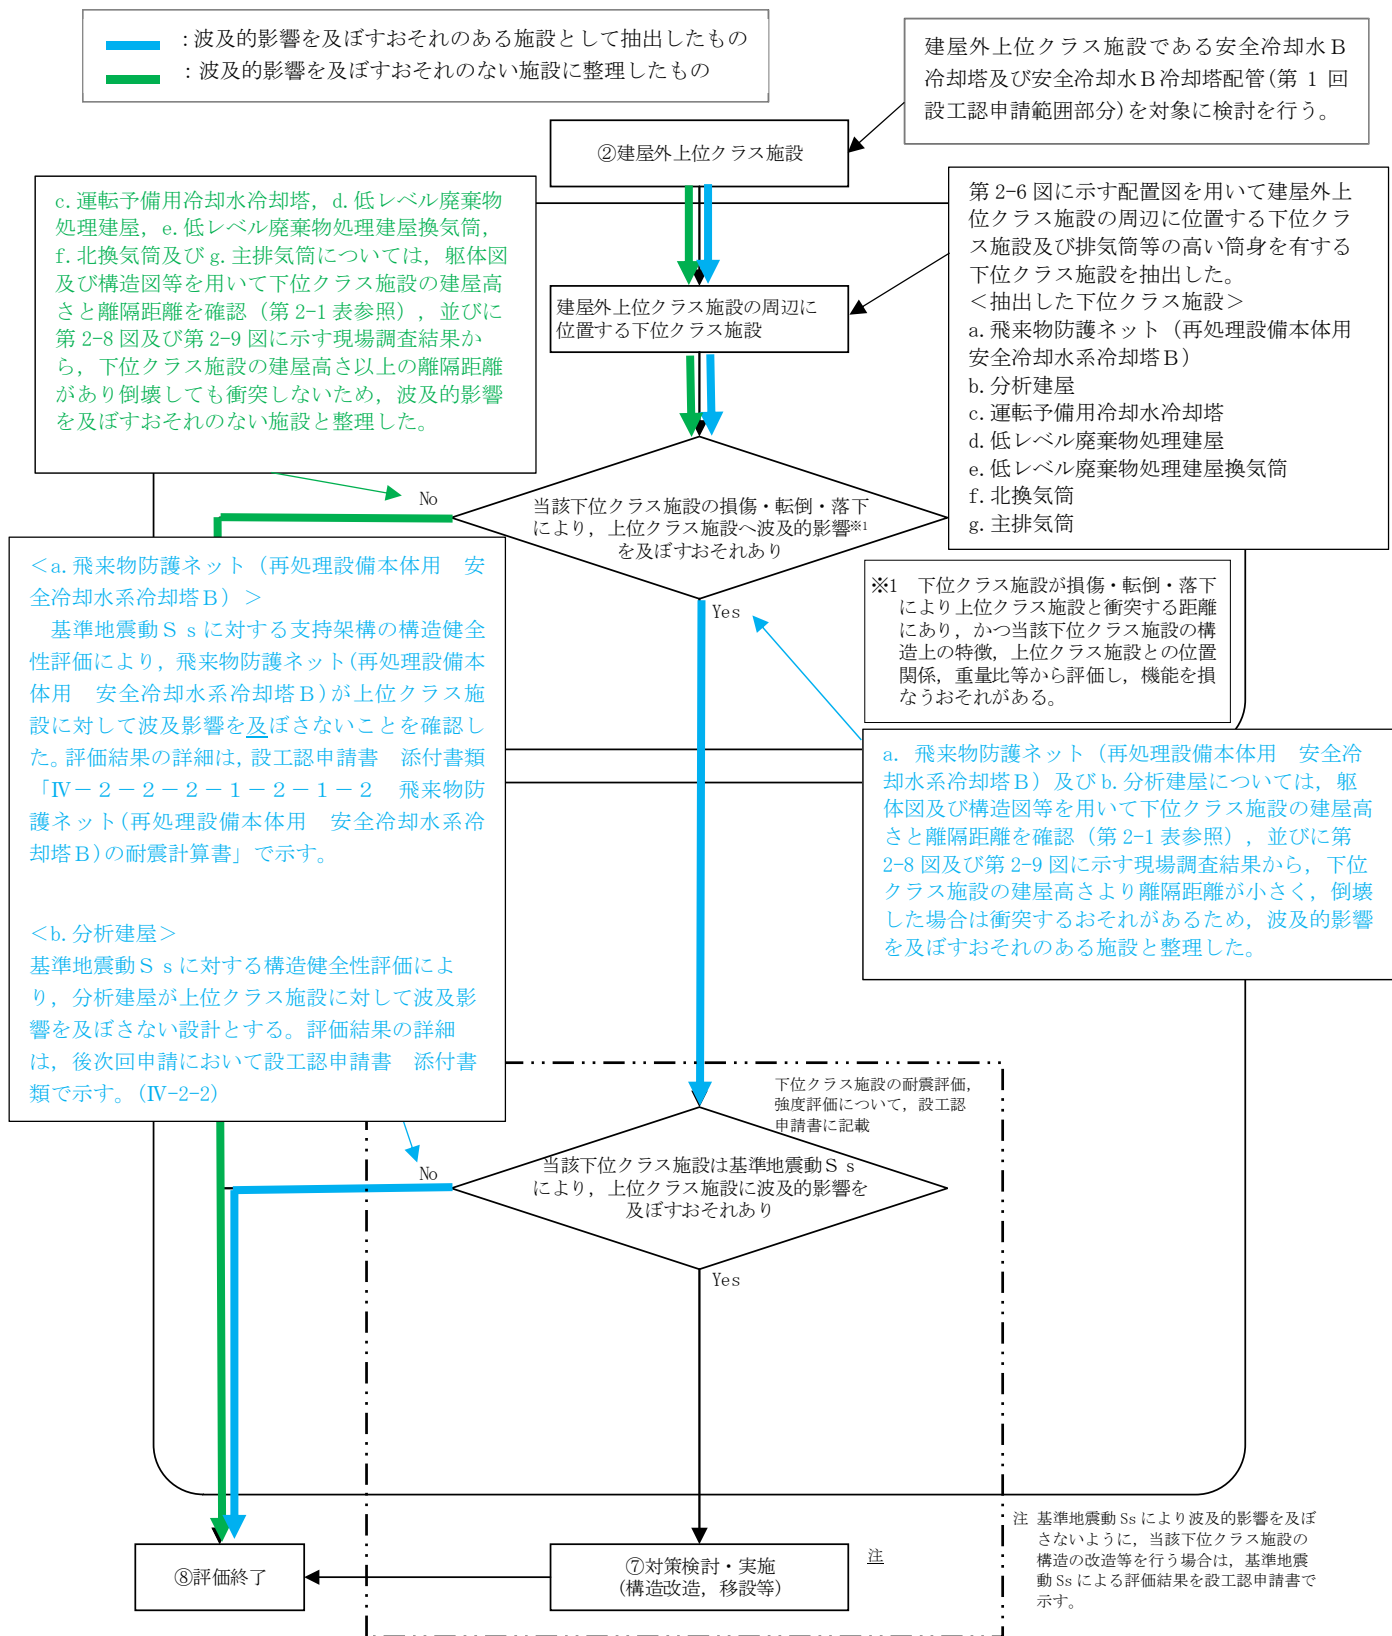 ：波及的影響を及ぼすおそれのある施設として抽出したもの
：波及的影響を及ぼすおそれのない施設に整理したもの
建屋外上位クラス施設である安全冷却水Ｂ
冷却塔及び安全冷却水Ｂ冷却塔配管(第 1 回
設工認申請範囲部分)を対象に検討を行う。
②建屋外上位クラス施設
c.運転予備用冷却水冷却塔，d.低レベル廃棄物
処理建屋，e.低レベル廃棄物処理建屋換気筒，
f.北換気筒及び g.主排気筒については，躯体図
及び構造図等を用いて下位クラス施設の建屋高
さと離隔距離を確認（第 2-1 表参照），並びに
第 2-8 図及び第 2-9 図に示す現場調査結果か
ら，下位クラス施設の建屋高さ以上の離隔距離
があり倒壊しても衝突しないため，波及的影響
を及ぼすおそれのない施設と整理した。
第 2-6 図に示す配置図を用いて建屋外上
位クラス施設の周辺に位置する下位クラ
ス施設及び排気筒等の高い筒身を有する
下位クラス施設を抽出した。
＜抽出した下位クラス施設＞
a.飛来物防護ネット（再処理設備本体用
安全冷却水系冷却塔Ｂ）
b.分析建屋
c.運転予備用冷却水冷却塔
d.低レベル廃棄物処理建屋
e.低レベル廃棄物処理建屋換気筒
f.北換気筒
g.主排気筒
建屋外上位クラス施設の周辺に
位置する下位クラス施設
No
当該下位クラス施設の損傷・転倒・落下
により，上位クラス施設へ波及的影響※1
を及ぼすおそれあり
Yes
※1　下位クラス施設が損傷・転倒・落下
により上位クラス施設と衝突する距離
にあり，かつ当該下位クラス施設の構
造上の特徴，上位クラス施設との位置
関係，重量比等から評価し，機能を損
なうおそれがある。
＜a.飛来物防護ネット（再処理設備本体用　安
全冷却水系冷却塔Ｂ）＞
　基準地震動Ｓｓに対する支持架構の構造健全
性評価により，飛来物防護ネット(再処理設備本
体用　安全冷却水系冷却塔Ｂ)が上位クラス施
設に対して波及影響を及ぼさないことを確認し
た。評価結果の詳細は，設工認申請書　添付書類
「Ⅳ－２－２－２－１－２－１－２　飛来物防
護ネット(再処理設備本体用　安全冷却水系冷
却塔Ｂ)の耐震計算書」で示す。
＜b.分析建屋＞
基準地震動Ｓｓに対する構造健全性評価によ
り，分析建屋が上位クラス施設に対して波及影
響を及ぼさない設計とする。評価結果の詳細
は，後次回申請において設工認申請書　添付書
類で示す。(Ⅳ-2-2)
a. 飛来物防護ネット（再処理設備本体用　安全冷
却水系冷却塔Ｂ）及び b.分析建屋については，躯
体図及び構造図等を用いて下位クラス施設の建屋高
さと離隔距離を確認（第 2-1 表参照），並びに第
2-8 図及び第 2-9 図に示す現場調査結果から，下位
クラス施設の建屋高さより離隔距離が小さく，倒壊
した場合は衝突するおそれがあるため，波及的影響
を及ぼすおそれのある施設と整理した。
下位クラス施設の耐震評価，
強度評価について，設工認
申請書に記載
No
当該下位クラス施設は基準地震動Ｓｓ
により，上位クラス施設に波及的影響を
及ぼすおそれあり
Yes
⑧評価終了
⑦対策検討・実施
(構造改造，移設等)
注
注 基準地震動 Ss により波及的影響を及ぼ
さないように，当該下位クラス施設の
構造の改造等を行う場合は，基準地震
動 Ss による評価結果を設工認申請書で
示す。